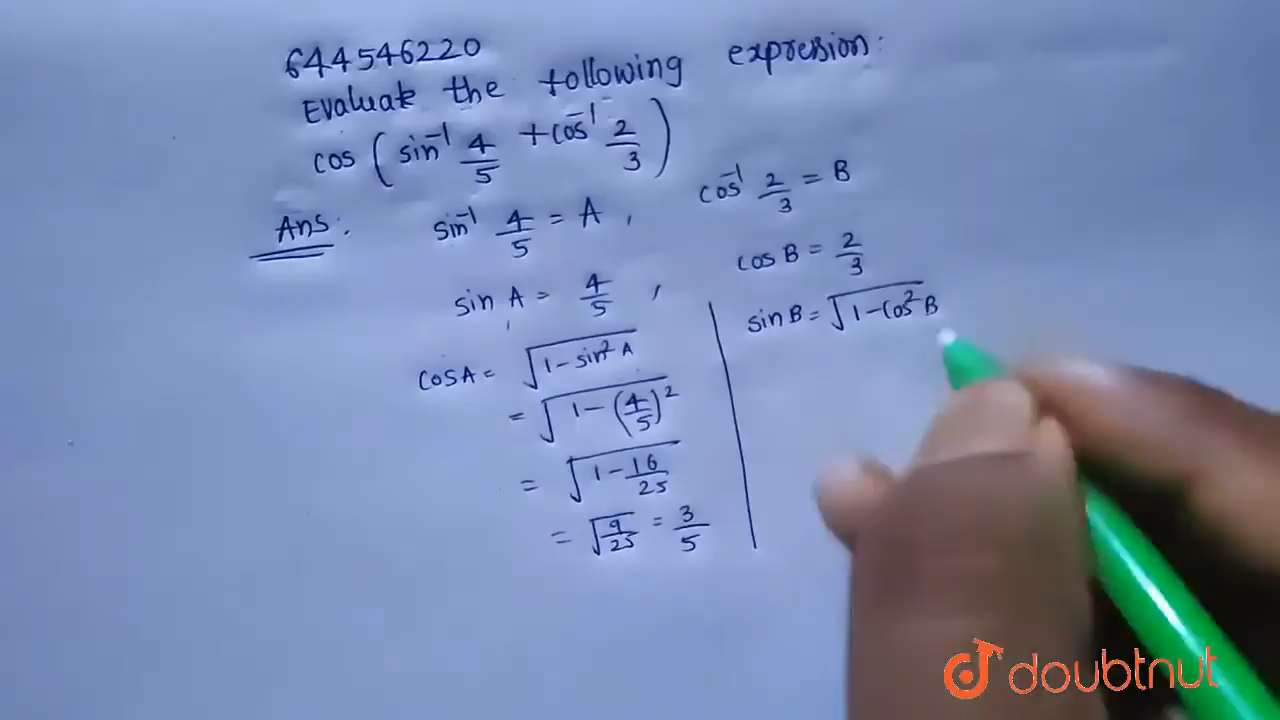 644546220
Evaluate the following expression:
cos (sin⁻¹ 4/5 + cos⁻¹ 2/3)
Ans: sin⁻¹ 4/5 = A, cos⁻¹ 2/3 = B
sin A = 4/5, cos B = 2/3
cos A = √(1 - sin² A)
= √(1 - (4/5)²)
= √(1 - 16/25)
= √(9/25) = 3/5
sin B = √(1 - cos² B)
doubtnut